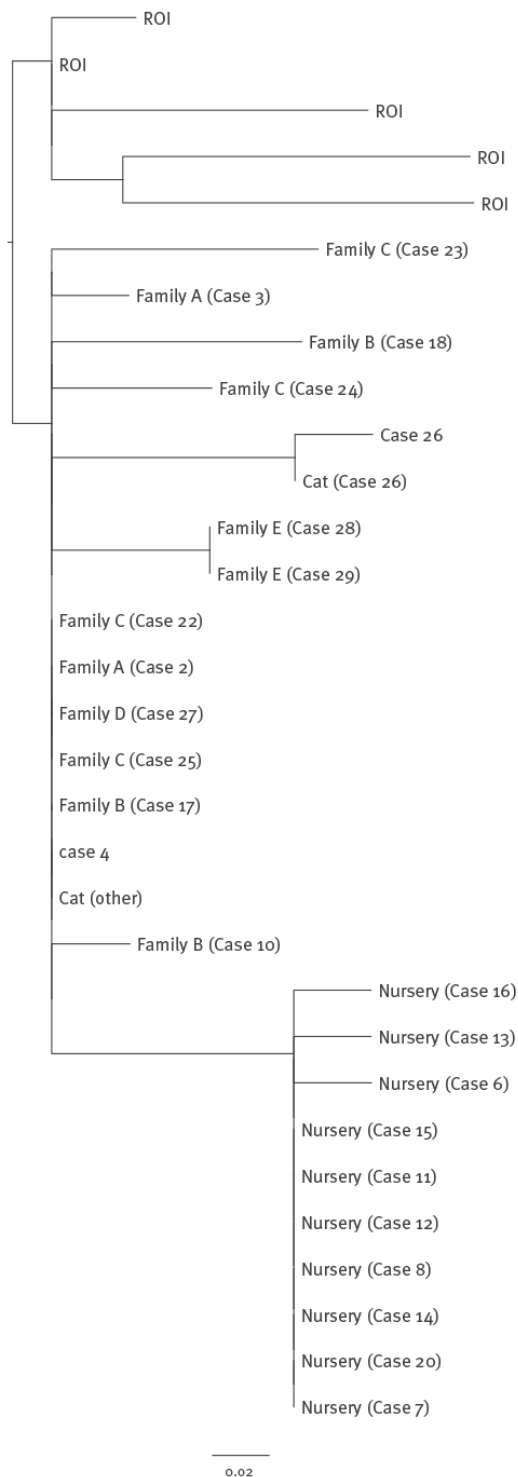 ROI
ROI
ROI
ROI
ROI
Family C (Case 23)
Family A (Case 3)
Family B (Case 18)
Family C (Case 24)
Case 26
Cat (Case 26)
Family E (Case 28)
Family E (Case 29)
Family C (Case 22)
Family A (Case 2)
Family D (Case 27)
Family C (Case 25)
Family B (Case 17)
case 4
Cat (other)
Family B (Case 10)
Nursery (Case 16)
Nursery (Case 13)
Nursery (Case 6)
Nursery (Case 15)
Nursery (Case 11)
Nursery (Case 12)
Nursery (Case 8)
Nursery (Case 14)
Nursery (Case 20)
Nursery (Case 7)
0.02